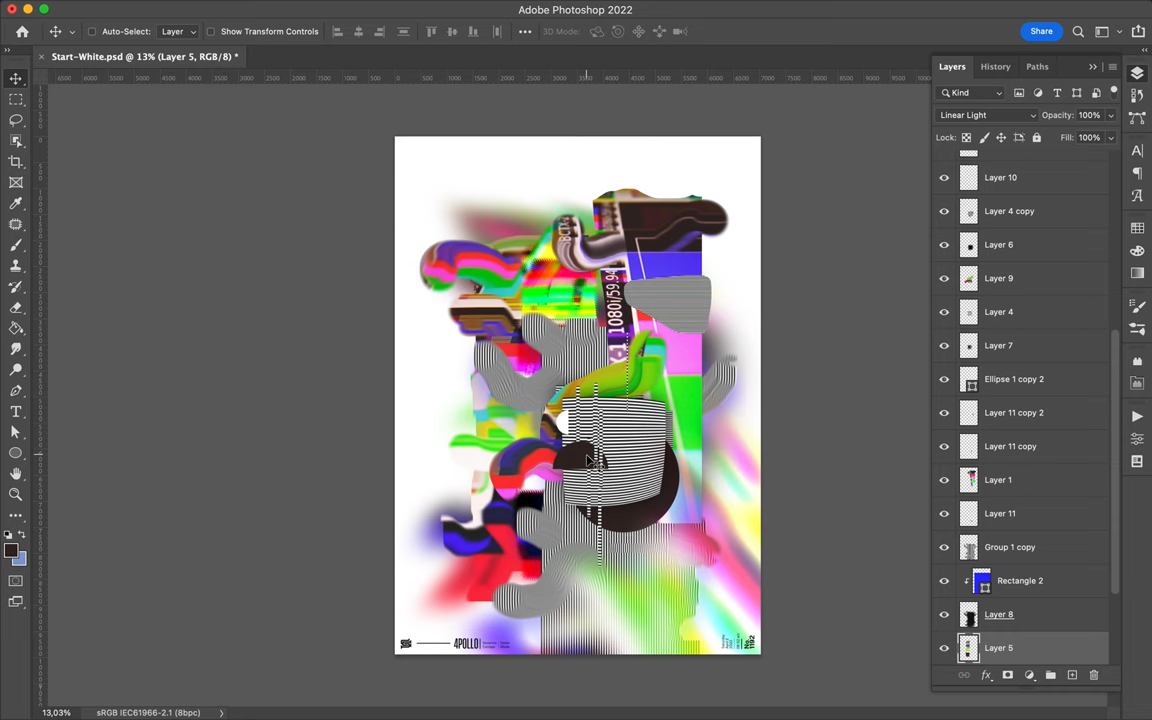 Adobe Photoshop 2022
Auto-Select: Layer Show Transform Controls 3D Mode: Share
Start-White.psd @ 13% (Layer 5, RGB/8) *
Layers History Paths
Kind
Linear Light Opacity: 100%
Lock: Fill: 100%
Layer 10
Layer 4 copy
Layer 6
Layer 9
Layer 4
Layer 7
Ellipse 1 copy 2
Layer 11 copy 2
Layer 11 copy
Layer 1
Layer 11
Group 1 copy
Rectangle 2
Layer 8
Layer 5
1080i/59.94
4POLLO
No. 1192
13,03% sRGB IEC61966-2.1 (8bpc)